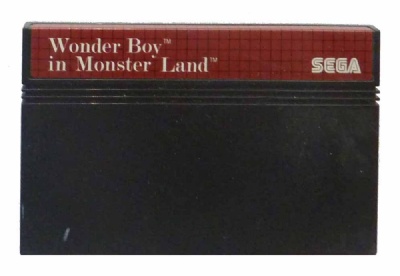 Wonder Boy™
in Monster Land™
SEGA